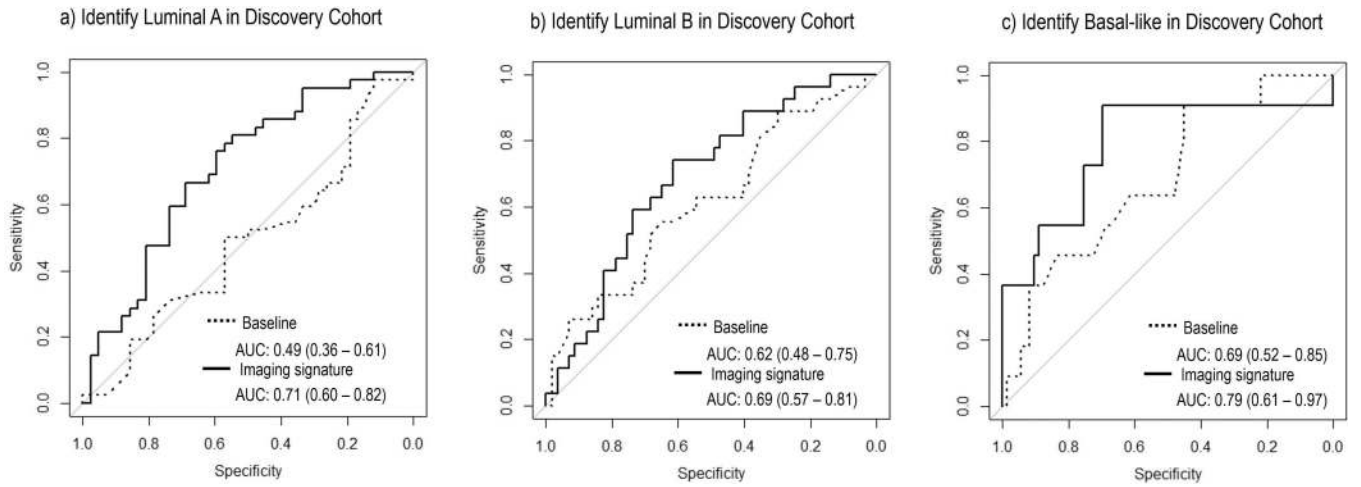 a) Identify Luminal A in Discovery Cohort
Sensitivity
1.0
0.8
0.6
0.4
0.2
0.0
Baseline
AUC: 0.49 (0.36 – 0.61)
Imaging signature
AUC: 0.71 (0.60 – 0.82)
1.0 0.8 0.6 0.4 0.2 0.0
Specificity
b) Identify Luminal B in Discovery Cohort
Sensitivity
1.0
0.8
0.6
0.4
0.2
0.0
Baseline
AUC: 0.62 (0.48 – 0.75)
Imaging signature
AUC: 0.69 (0.57 – 0.81)
1.0 0.8 0.6 0.4 0.2 0.0
Specificity
c) Identify Basal-like in Discovery Cohort
Sensitivity
1.0
0.8
0.6
0.4
0.2
0.0
Baseline
AUC: 0.69 (0.52 – 0.85)
Imaging signature
AUC: 0.79 (0.61 – 0.97)
1.0 0.8 0.6 0.4 0.2 0.0
Specificity